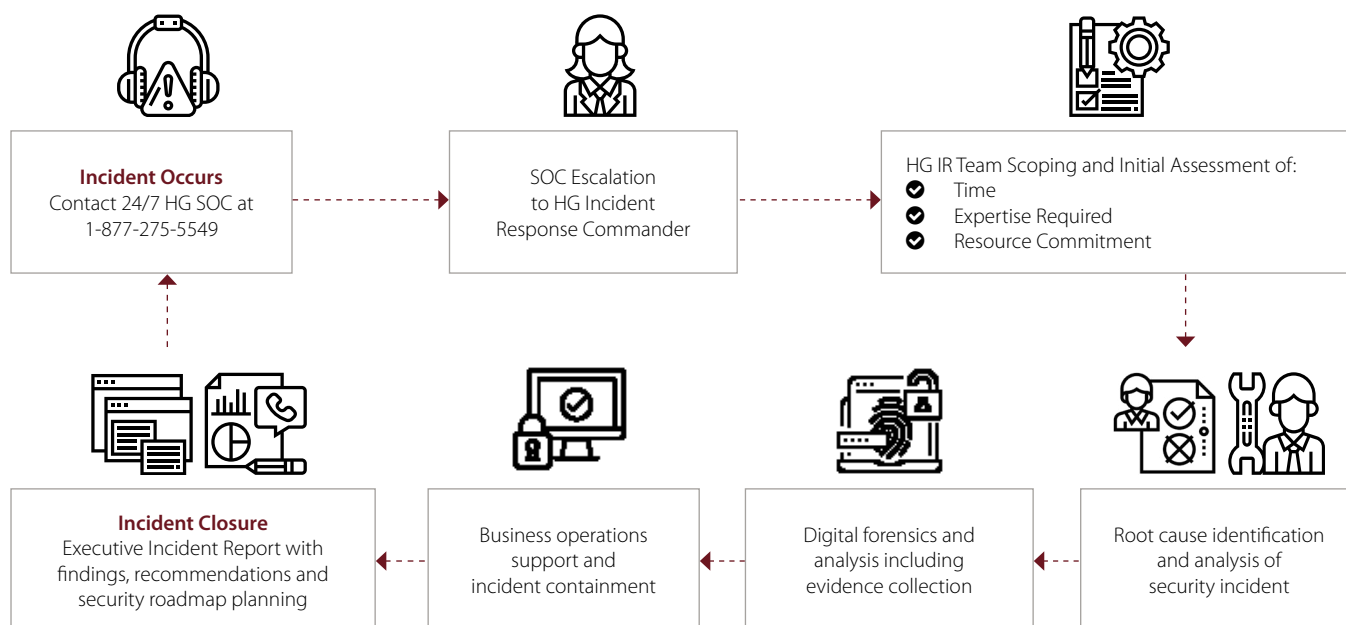 Incident Occurs
Contact 24/7 HG SOC at
1-877-275-5549
SOC Escalation
to HG Incident
Response Commander
HG IR Team Scoping and Initial Assessment of:
Time
Expertise Required
Resource Commitment
Root cause identification
and analysis of
security incident
Digital forensics and
analysis including
evidence collection
Business operations
support and
incident containment
Incident Closure
Executive Incident Report with
findings, recommendations and
security roadmap planning